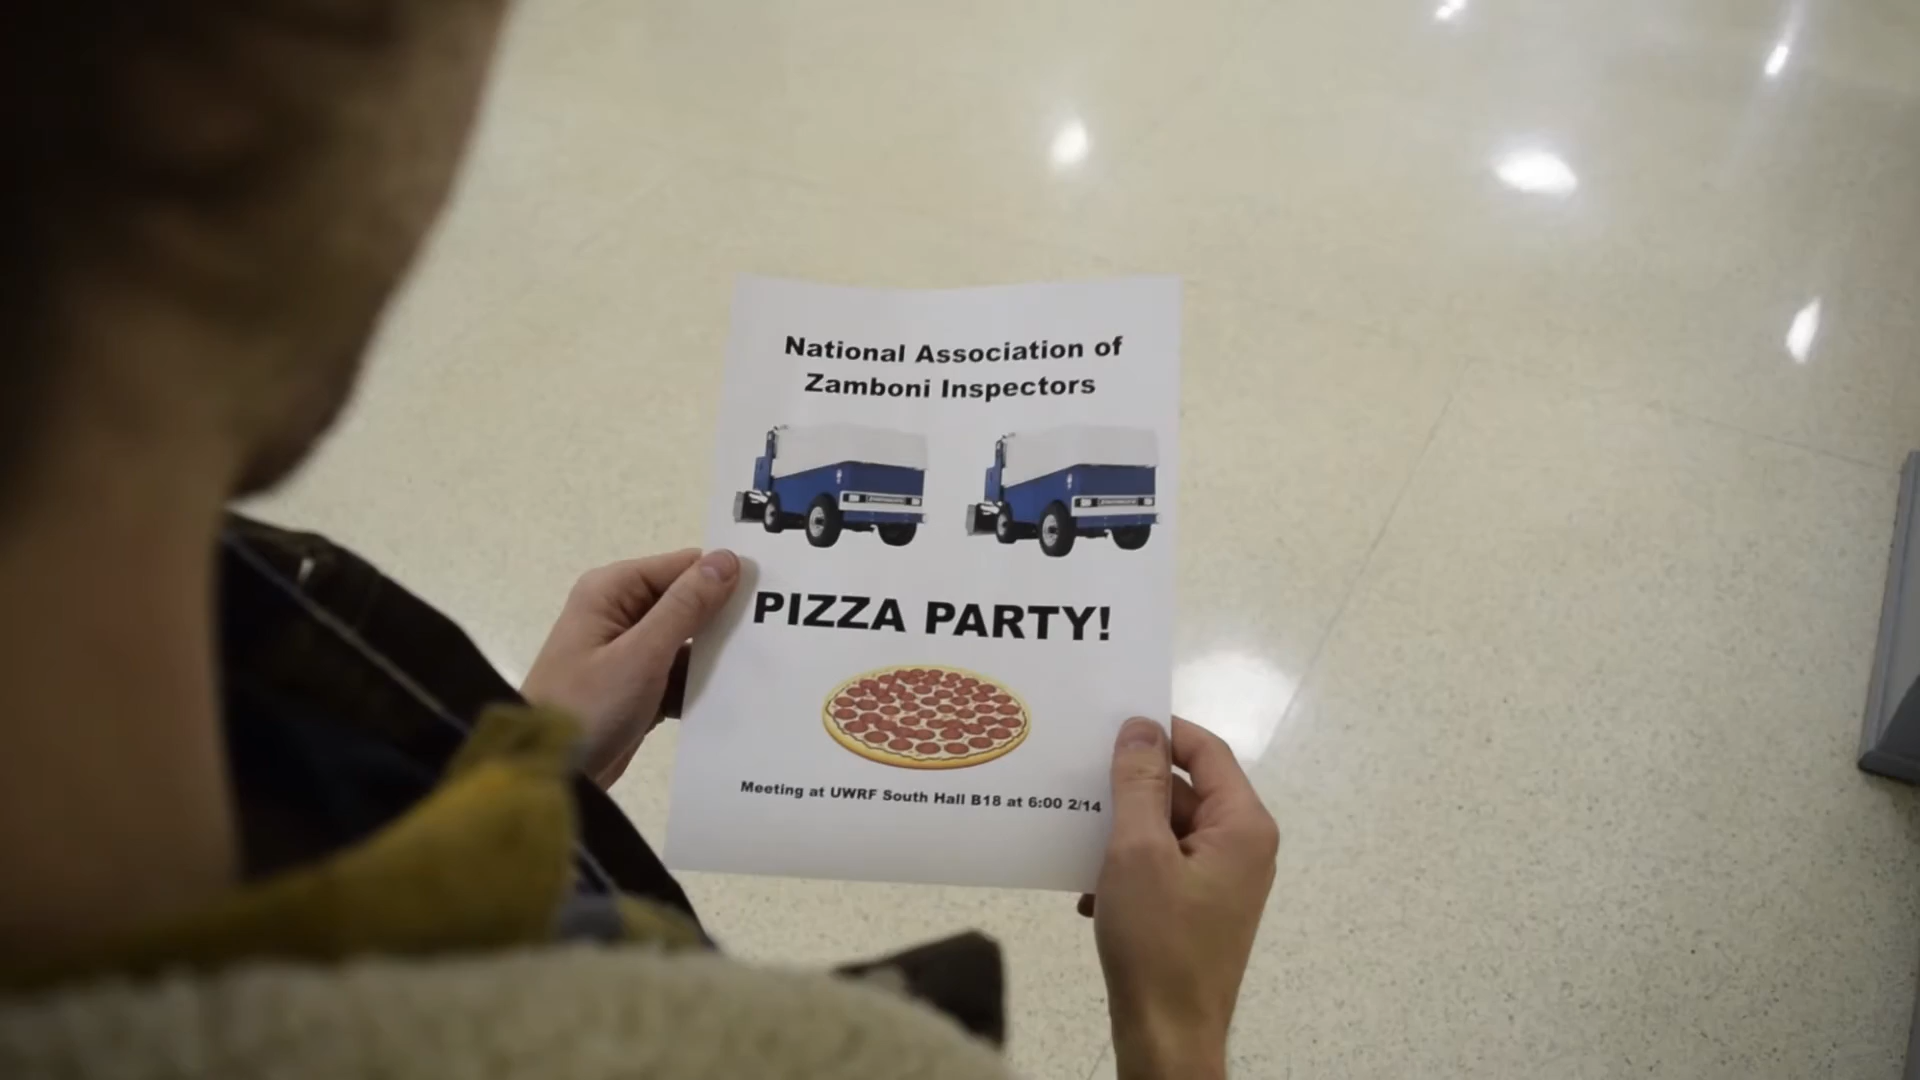 National Association of
Zamboni Inspectors
PIZZA PARTY!
Meeting at UWRF South Hall B18 at 6:00 2/14